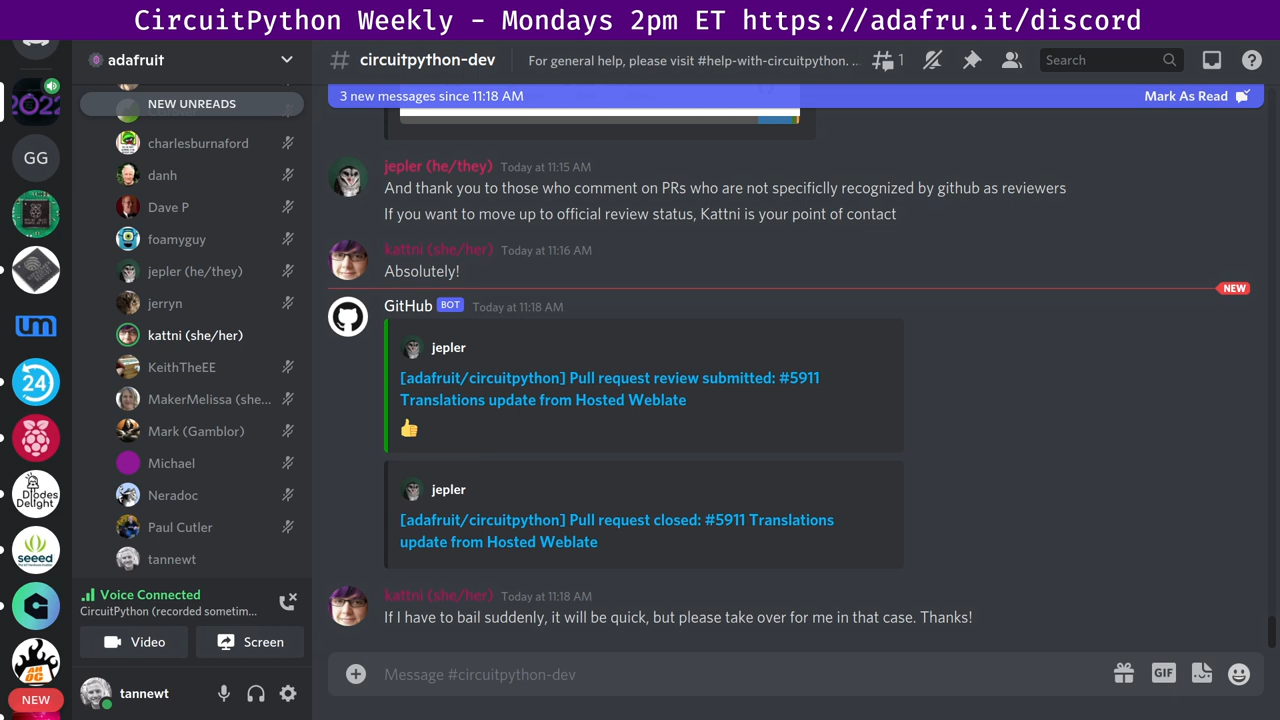 CircuitPython Weekly - Mondays 2pm ET https://adafru.it/discord
adafruit
# circuitpython-dev
For general help, please visit #help-with-circuitpython. ...
1
Search
NEW UNREADS
2022
GG
charlesburnaford
danh
Dave P
foamyguy
jepler (he/they)
jerryn
kattni (she/her)
KeithTheEE
MakerMelissa (she...
Mark (Gamblor)
Michael
Neradoc
Paul Cutler
tannewt
um
24
Diodes
Delight
seeed
NEW
Voice Connected
CircuitPython (recorded sometim...
Video
Screen
tannewt
3 new messages since 11:18 AM
Mark As Read
jepler (he/they) Today at 11:15 AM
And thank you to those who comment on PRs who are not specificlly recognized by github as reviewers
If you want to move up to official review status, Kattni is your point of contact
kattni (she/her) Today at 11:16 AM
Absolutely!
NEW
GitHub BOT Today at 11:18 AM
jepler
[adafruit/circuitpython] Pull request review submitted: #5911
Translations update from Hosted Weblate
👍
jepler
[adafruit/circuitpython] Pull request closed: #5911 Translations
update from Hosted Weblate
kattni (she/her) Today at 11:18 AM
If I have to bail suddenly, it will be quick, but please take over for me in that case. Thanks!
Message #circuitpython-dev
GIF